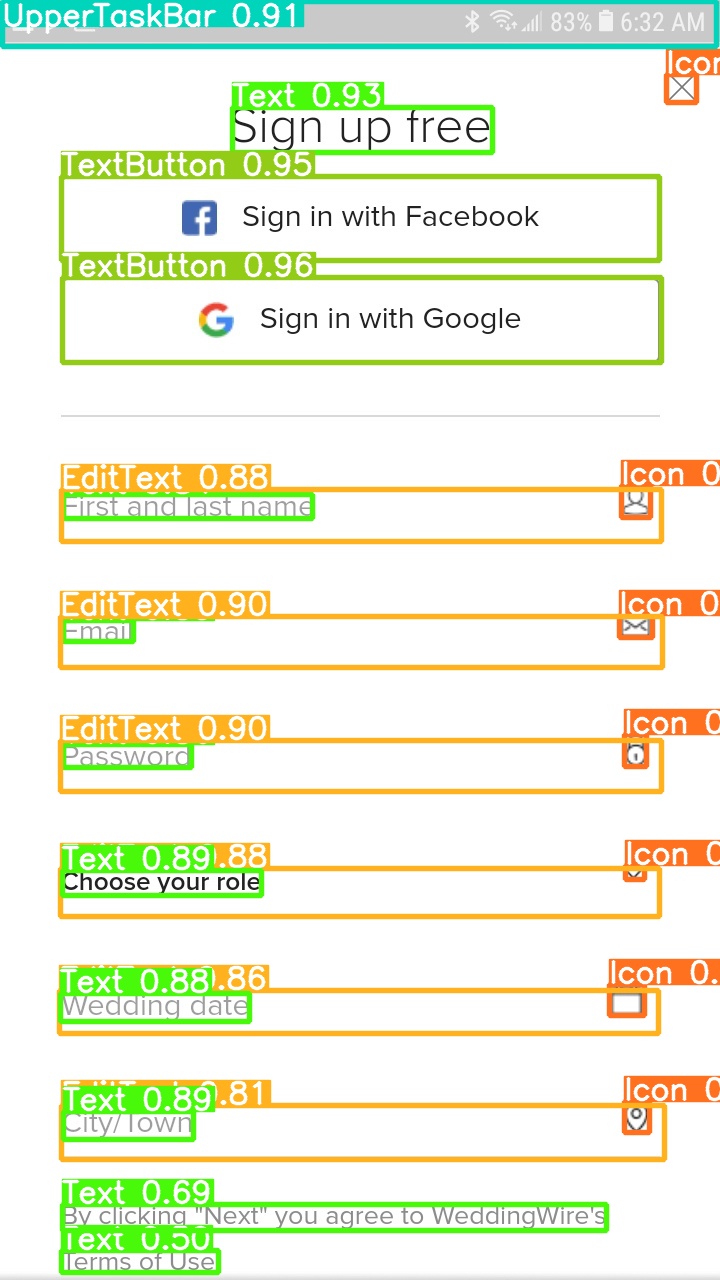 UpperTaskBar 0.91
83% 6:32 AM
Icon
Text 0.93
Sign up free
TextButton 0.95
Sign in with Facebook
TextButton 0.96
Sign in with Google
EditText 0.88
Icon 0
First and last name
EditText 0.90
Icon 0
Email
EditText 0.90
Icon 0
Password
Text 0.89 .88
Icon 0
Choose your role
Text 0.88 .86
Icon 0.
Wedding date
EditText 0.81
Icon 0
Text 0.89
City/Town
Text 0.69
By clicking "Next" you agree to WeddingWire's
Text 0.50
Terms of Use